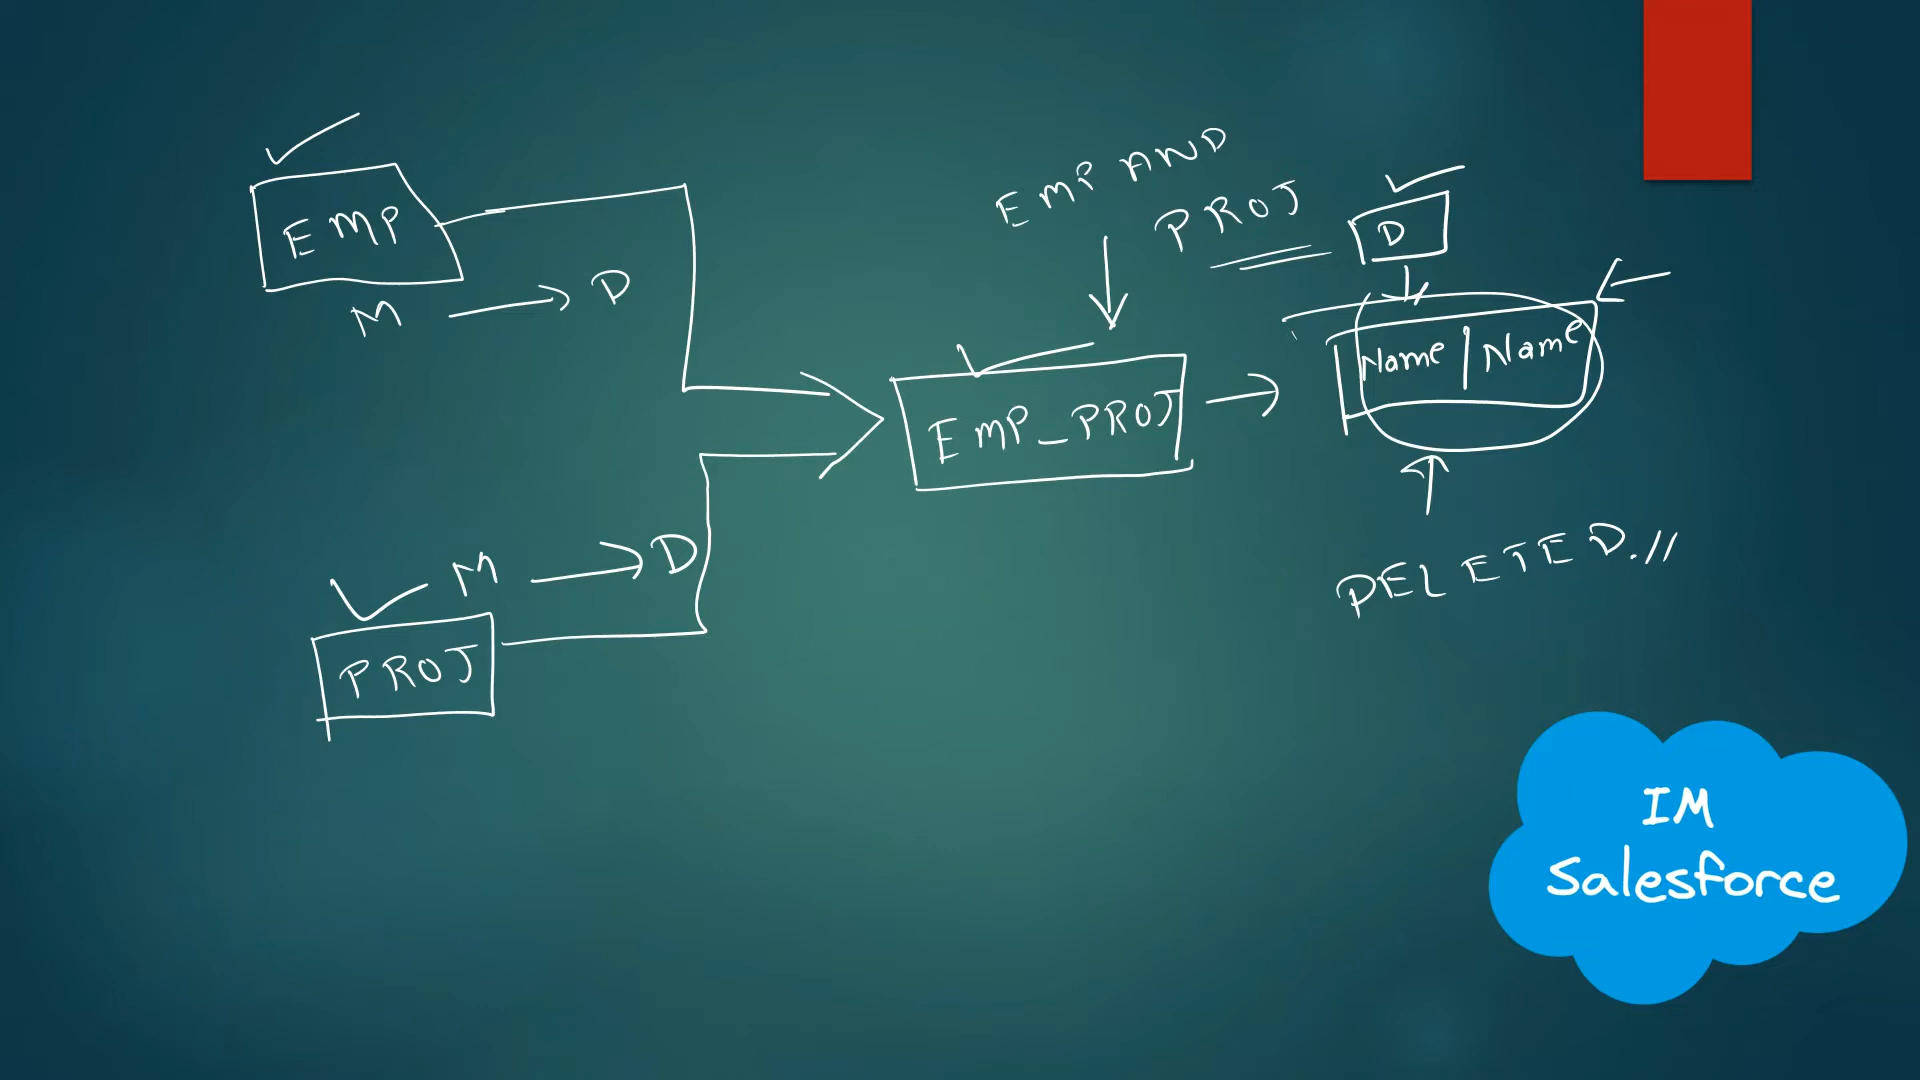 EMP
M → D
EMP AND
PROJ
D
Name | Name
EMP_PROJ
M → D
PROJ
DELETED.//
IM
Salesforce